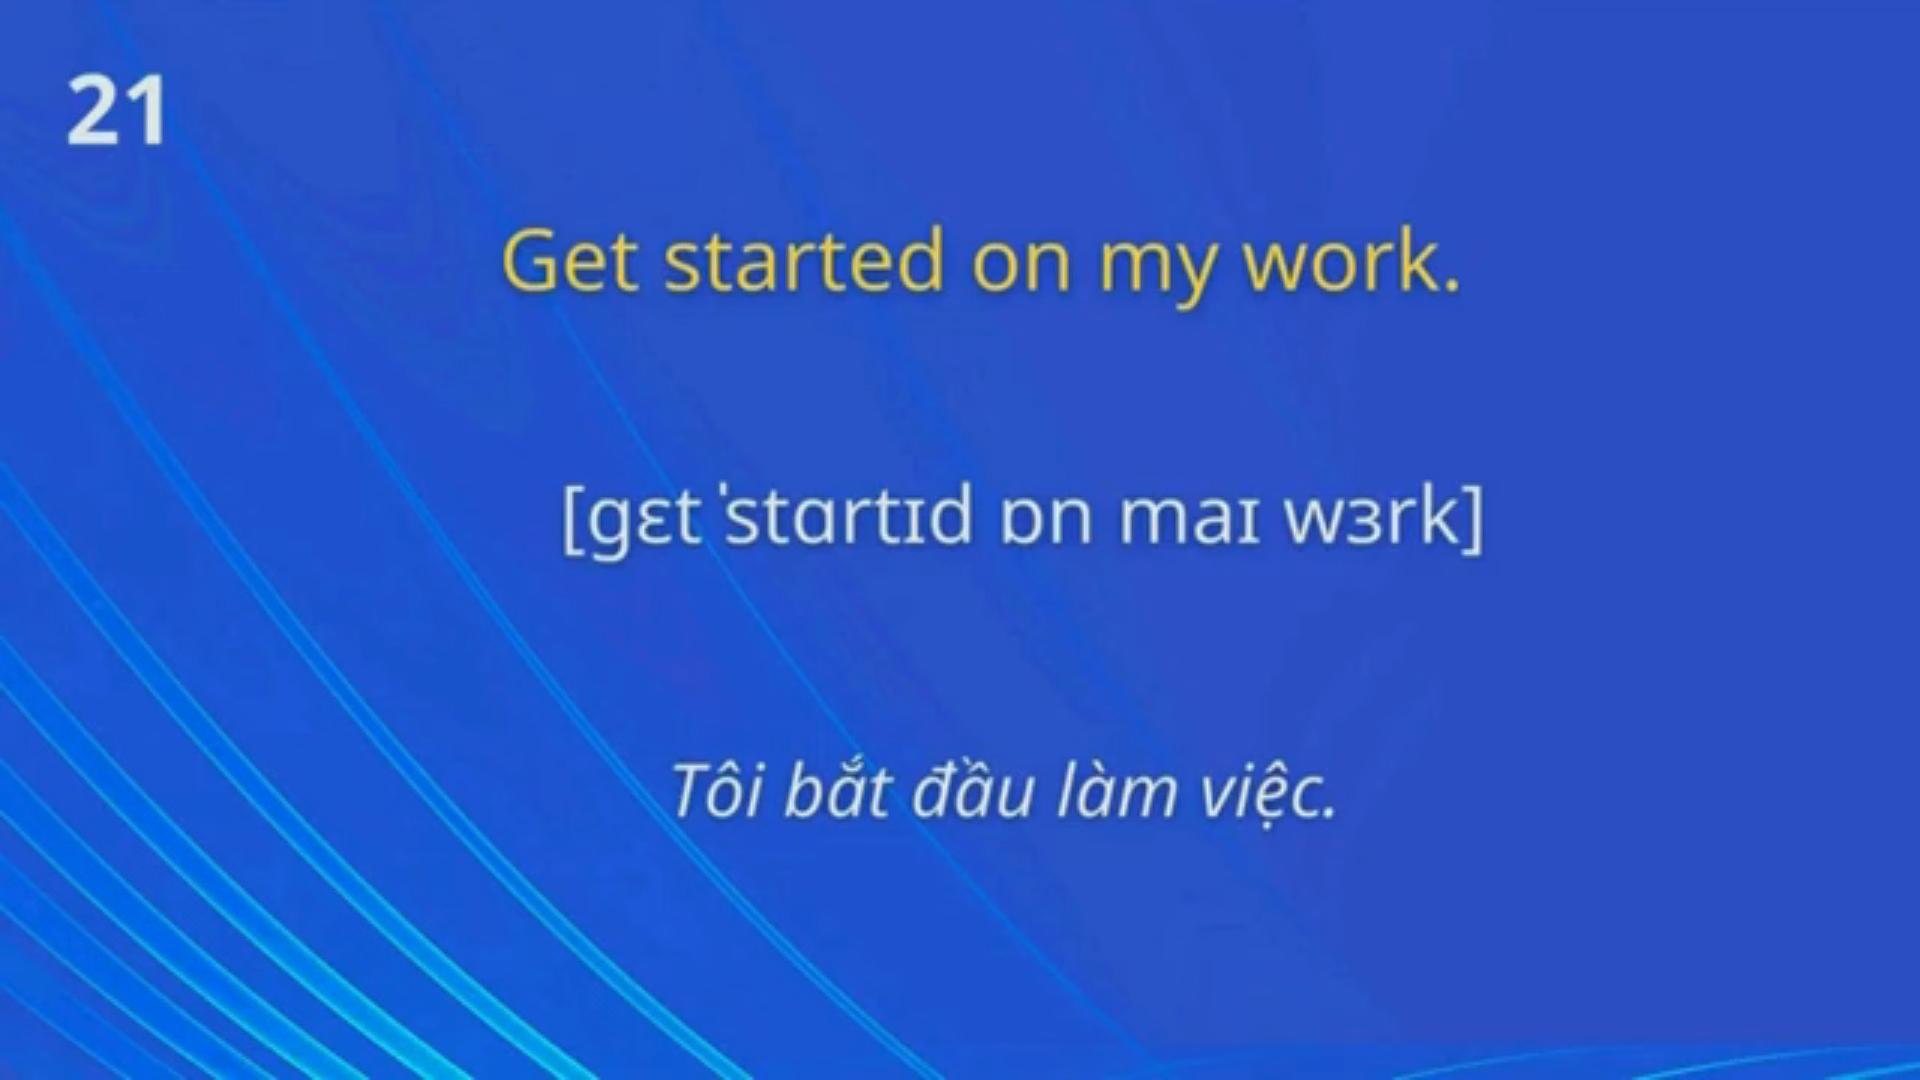 21
Get started on my work.
[gɛt ˈstɑrtɪd ɒn maɪ wɜrk]
Tôi bắt đầu làm việc.